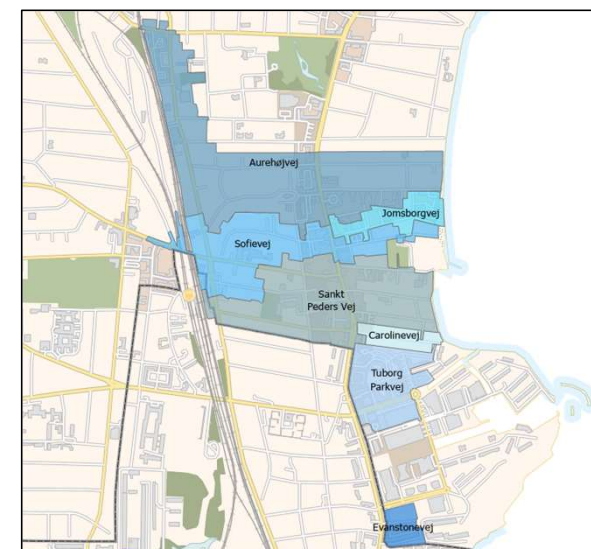 Aurehøjvej
Jomsborgvej
Sofievej
Sankt
Peders Vej
Carolinevej
Tuborg
Parkvej
Evanstonevej